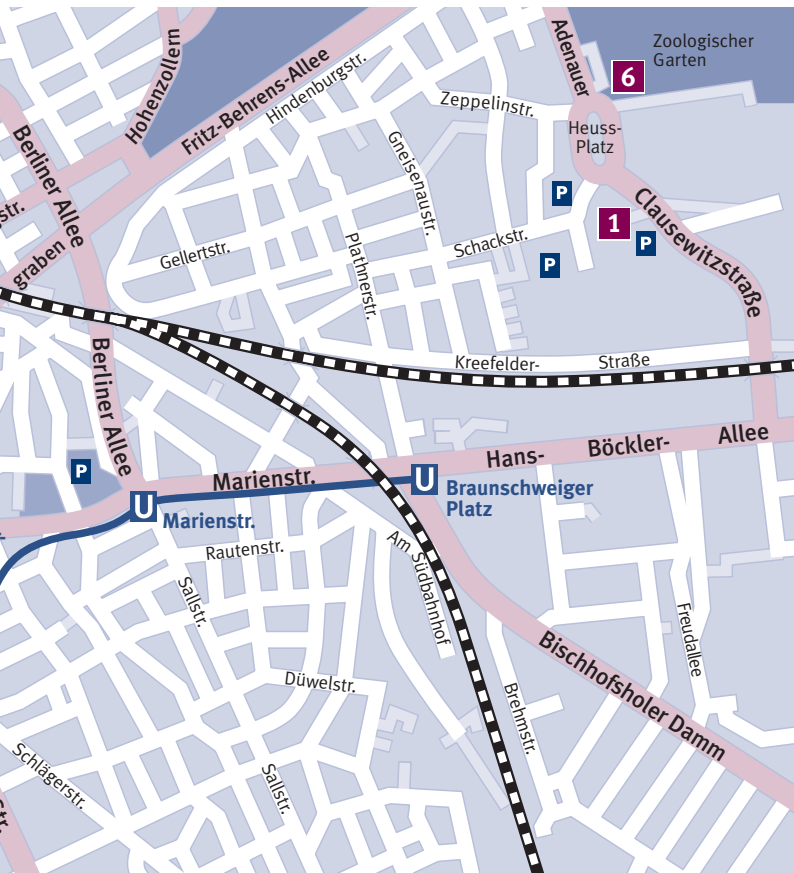 Adenauer
Zoologischer
Garten
6
Hohenzollern
Fritz-Behrens-Allee
Hindenburgstr.
Zeppelinstr.
Heuss-
Platz
Berliner Allee
Gneisenaustr.
P
Clausewitzstraße
str.
1
P
graben
Gellertstr.
Plathnerstr.
Schackstr.
P
Berliner Allee
Kreefelder- Straße
Hans- Böckler- Allee
P
Marienstr.
U
Braunschweiger
Platz
U
Marienstr.
Rautenstr.
Am Südbahnhof
Sallstr.
Freudallee
Bischofsholer Damm
Düwelstr.
Brehmstr.
Schlägerstr.
Sallstr.
str.